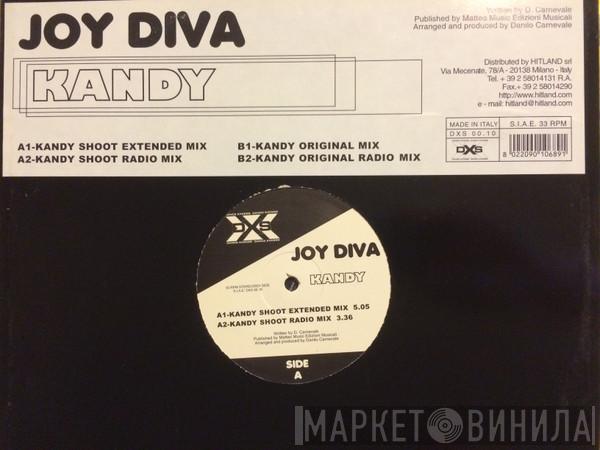 JOY DIVA
KANDY
A1-KANDY SHOOT EXTENDED MIX
A2-KANDY SHOOT RADIO MIX
B1-KANDY ORIGINAL MIX
B2-KANDY ORIGINAL RADIO MIX
Written by D. Carnevale
Published by Matteo Music Edizioni Musicali
Arranged and produced by Danilo Carnevale
Distributed by HITLAND srl
Via Mecenate, 78/A - 20138 Milano - Italy
Tel. + 39 2 58014131 R.A.
Fax.+ 39 2 58014290
http://www.hitland.com
e - mail: hitland@hitland.com
MADE IN ITALY
S.I.A.E. 33 RPM
DXS 00.10
DXS
8 022090 106891
DXS
JOY DIVA
KANDY
A1-KANDY SHOOT EXTENDED MIX 5.05
A2-KANDY SHOOT RADIO MIX 3.36
Written by D. Carnevale
Published by Matteo Music Edizioni Musicali
Arranged and produced by Danilo Carnevale
SIDE
A
МАРКЕТ ВИНИЛА